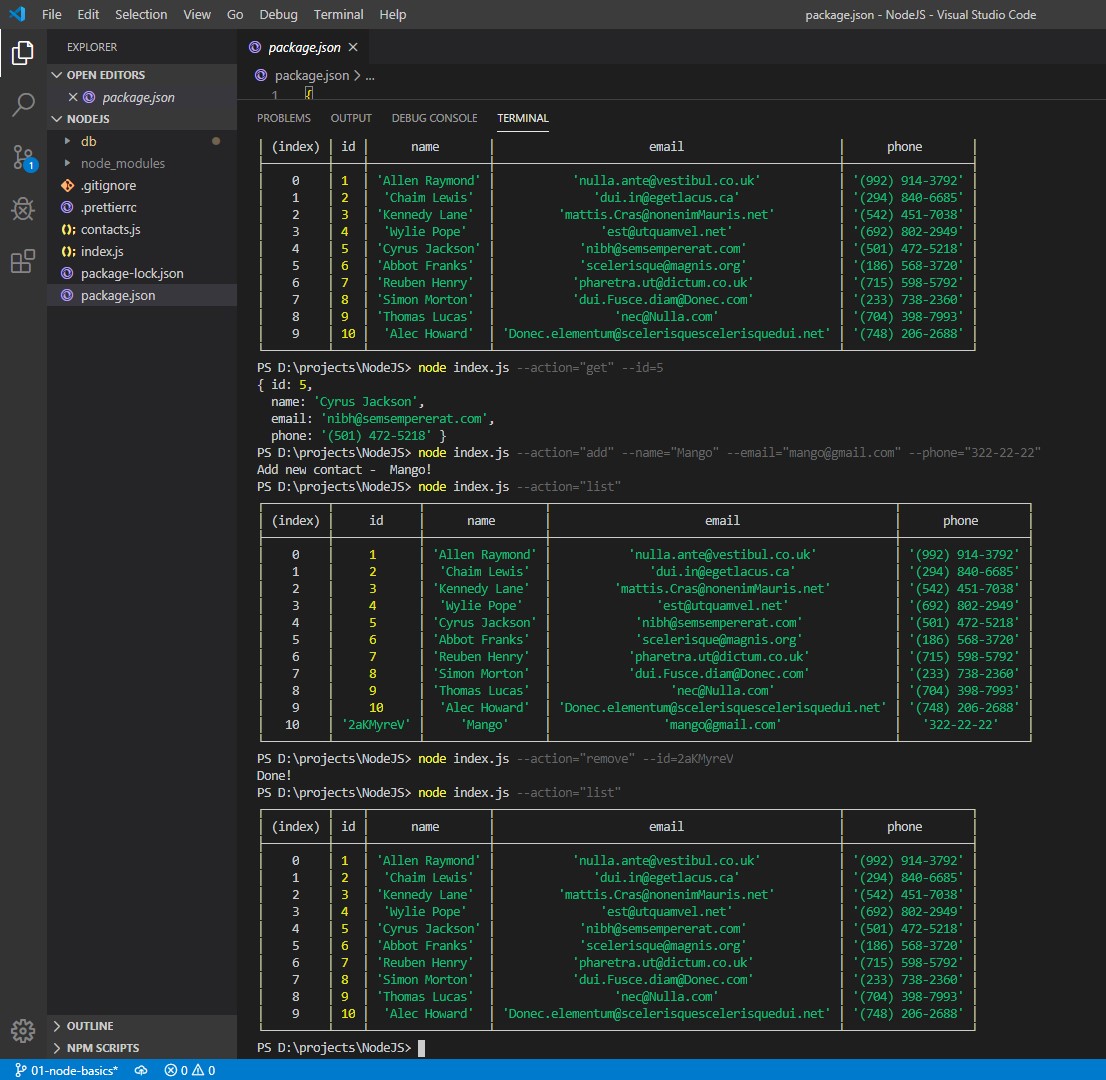 File Edit Selection View Go Debug Terminal Help package.json - NodeJS - Visual Studio Code
EXPLORER
OPEN EDITORS
package.json
NODEJS
db
node_modules
.gitignore
.prettierrc
contacts.js
index.js
package-lock.json
package.json
OUTLINE
NPM SCRIPTS
1
package.json
package.json > ...
1 {
PROBLEMS OUTPUT DEBUG CONSOLE TERMINAL
(index) id name email phone
0 1 'Allen Raymond' 'nulla.ante@vestibul.co.uk' '(992) 914-3792'
1 2 'Chaim Lewis' 'dui.in@egetlacus.ca' '(294) 840-6685'
2 3 'Kennedy Lane' 'mattis.Cras@nonenimMauris.net' '(542) 451-7038'
3 4 'Wylie Pope' 'est@utquamvel.net' '(692) 802-2949'
4 5 'Cyrus Jackson' 'nibh@semsempererat.com' '(501) 472-5218'
5 6 'Abbot Franks' 'scelerisque@magnis.org' '(186) 568-3720'
6 7 'Reuben Henry' 'pharetra.ut@dictum.co.uk' '(715) 598-5792'
7 8 'Simon Morton' 'dui.Fusce.diam@Donec.com' '(233) 738-2360'
8 9 'Thomas Lucas' 'nec@Nulla.com' '(704) 398-7993'
9 10 'Alec Howard' 'Donec.elementum@scelerisquescelerisquedui.net' '(748) 206-2688'
PS D:\projects\NodeJS> node index.js --action="get" --id=5
{ id: 5,
name: 'Cyrus Jackson',
email: 'nibh@semsempererat.com',
phone: '(501) 472-5218' }
PS D:\projects\NodeJS> node index.js --action="add" --name="Mango" --email="mango@gmail.com" --phone="322-22-22"
Add new contact -  Mango!
PS D:\projects\NodeJS> node index.js --action="list"
(index) id name email phone
0 1 'Allen Raymond' 'nulla.ante@vestibul.co.uk' '(992) 914-3792'
1 2 'Chaim Lewis' 'dui.in@egetlacus.ca' '(294) 840-6685'
2 3 'Kennedy Lane' 'mattis.Cras@nonenimMauris.net' '(542) 451-7038'
3 4 'Wylie Pope' 'est@utquamvel.net' '(692) 802-2949'
4 5 'Cyrus Jackson' 'nibh@semsempererat.com' '(501) 472-5218'
5 6 'Abbot Franks' 'scelerisque@magnis.org' '(186) 568-3720'
6 7 'Reuben Henry' 'pharetra.ut@dictum.co.uk' '(715) 598-5792'
7 8 'Simon Morton' 'dui.Fusce.diam@Donec.com' '(233) 738-2360'
8 9 'Thomas Lucas' 'nec@Nulla.com' '(704) 398-7993'
9 10 'Alec Howard' 'Donec.elementum@scelerisquescelerisquedui.net' '(748) 206-2688'
10 '2aKMyreV' 'Mango' 'mango@gmail.com' '322-22-22'
PS D:\projects\NodeJS> node index.js --action="remove" --id=2aKMyreV
Done!
PS D:\projects\NodeJS> node index.js --action="list"
(index) id name email phone
0 1 'Allen Raymond' 'nulla.ante@vestibul.co.uk' '(992) 914-3792'
1 2 'Chaim Lewis' 'dui.in@egetlacus.ca' '(294) 840-6685'
2 3 'Kennedy Lane' 'mattis.Cras@nonenimMauris.net' '(542) 451-7038'
3 4 'Wylie Pope' 'est@utquamvel.net' '(692) 802-2949'
4 5 'Cyrus Jackson' 'nibh@semsempererat.com' '(501) 472-5218'
5 6 'Abbot Franks' 'scelerisque@magnis.org' '(186) 568-3720'
6 7 'Reuben Henry' 'pharetra.ut@dictum.co.uk' '(715) 598-5792'
7 8 'Simon Morton' 'dui.Fusce.diam@Donec.com' '(233) 738-2360'
8 9 'Thomas Lucas' 'nec@Nulla.com' '(704) 398-7993'
9 10 'Alec Howard' 'Donec.elementum@scelerisquescelerisquedui.net' '(748) 206-2688'
PS D:\projects\NodeJS>
01-node-basics* 0 0